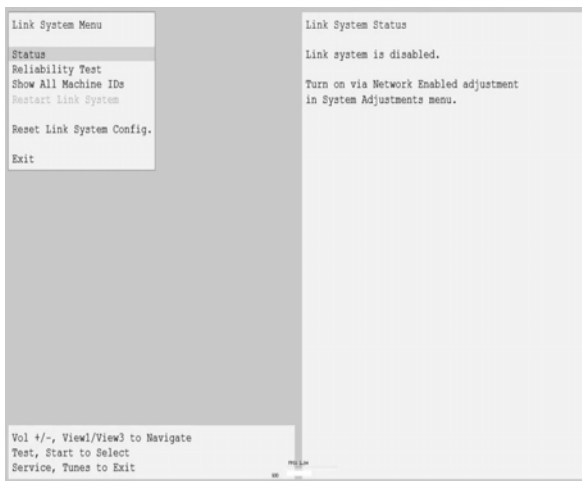 Link System Menu
Status
Reliability Test
Show All Machine IDs
Restart Link System
Reset Link System Config.
Exit
Link System Status
Link system is disabled.
Turn on via Network Enabled adjustment
in System Adjustments menu.
Vol +/-, View1/View3 to Navigate
Test, Start to Select
Service, Tunes to Exit